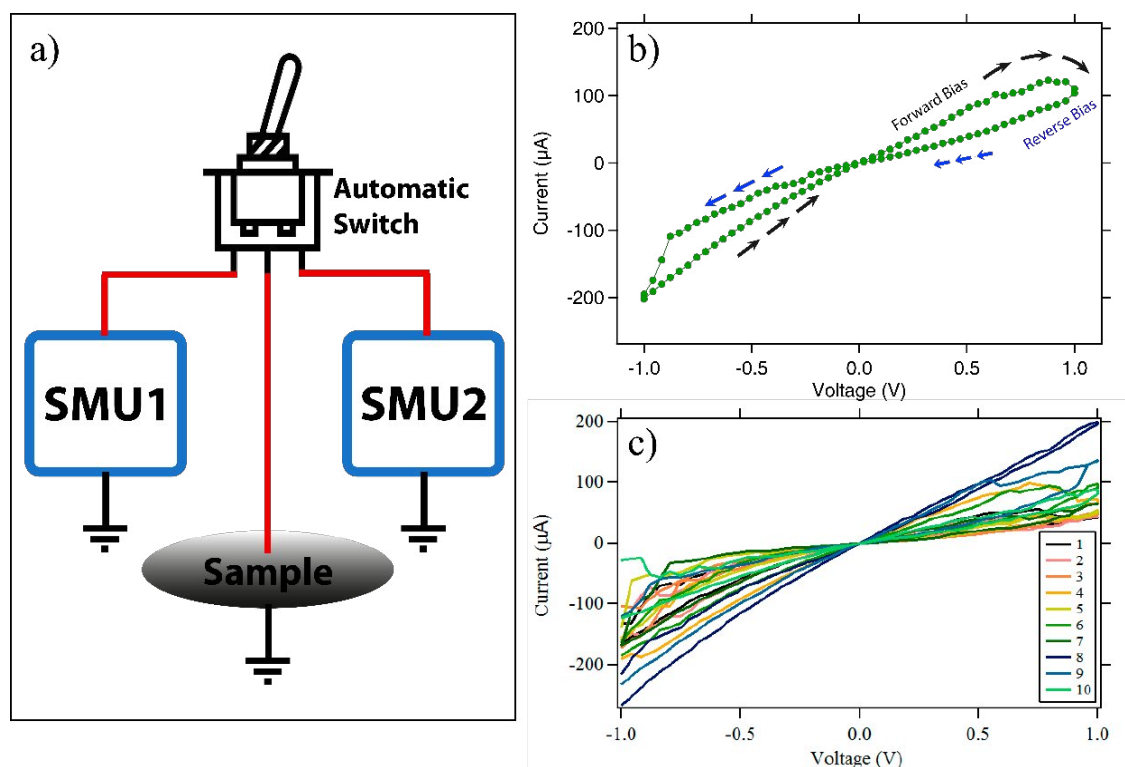 a)
Automatic
Switch
SMU1
SMU2
Sample
b)
200
100
0
-100
-200
Current (µA)
Forward Bias
Reverse Bias
-1.0
-0.5
0.0
0.5
1.0
Voltage (V)
c)
200
100
0
-100
-200
Current (µA)
1
2
3
4
5
6
7
8
9
10
-1.0
-0.5
0.0
0.5
1.0
Voltage (V)